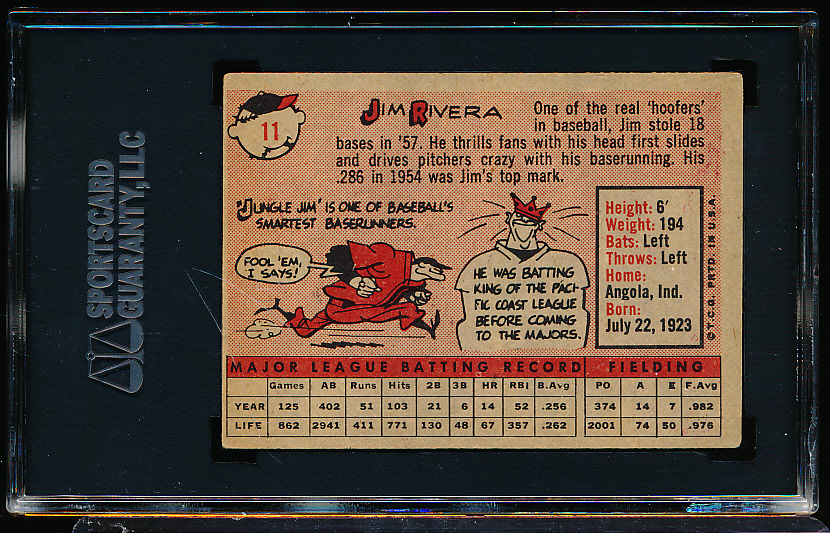 SPORTSCARD
GUARANTY, LLC
11
JIM RIVERA
One of the real 'hoofers'
in baseball, Jim stole 18
bases in '57. He thrills fans with his head first slides
and drives pitchers crazy with his baserunning. His
.286 in 1954 was Jim's top mark.
'JUNGLE JIM' IS ONE OF BASEBALL'S
SMARTEST BASERUNNERS.
FOOL 'EM,
I SAYS!
HE WAS BATTING
KING OF THE PACI-
FIC COAST LEAGUE
BEFORE COMING
TO THE MAJORS.
Height: 6'
Weight: 194
Bats: Left
Throws: Left
Home:
Angola, Ind.
Born:
July 22, 1923
© T.C.G. PRTD. IN U.S.A.
MAJOR LEAGUE BATTING RECORD FIELDING
Games AB Runs Hits 2B 3B HR RBI B.Avg PO A E F.Avg
YEAR 125 402 51 103 21 6 14 52 .256 374 14 7 .982
LIFE 862 2941 411 771 130 48 67 357 .262 2001 74 50 .976